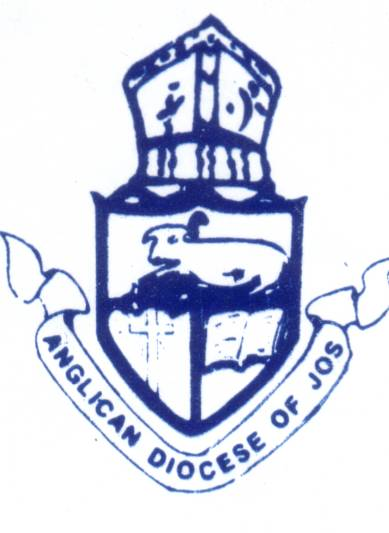 ANGLICAN DIOCESE OF JOS